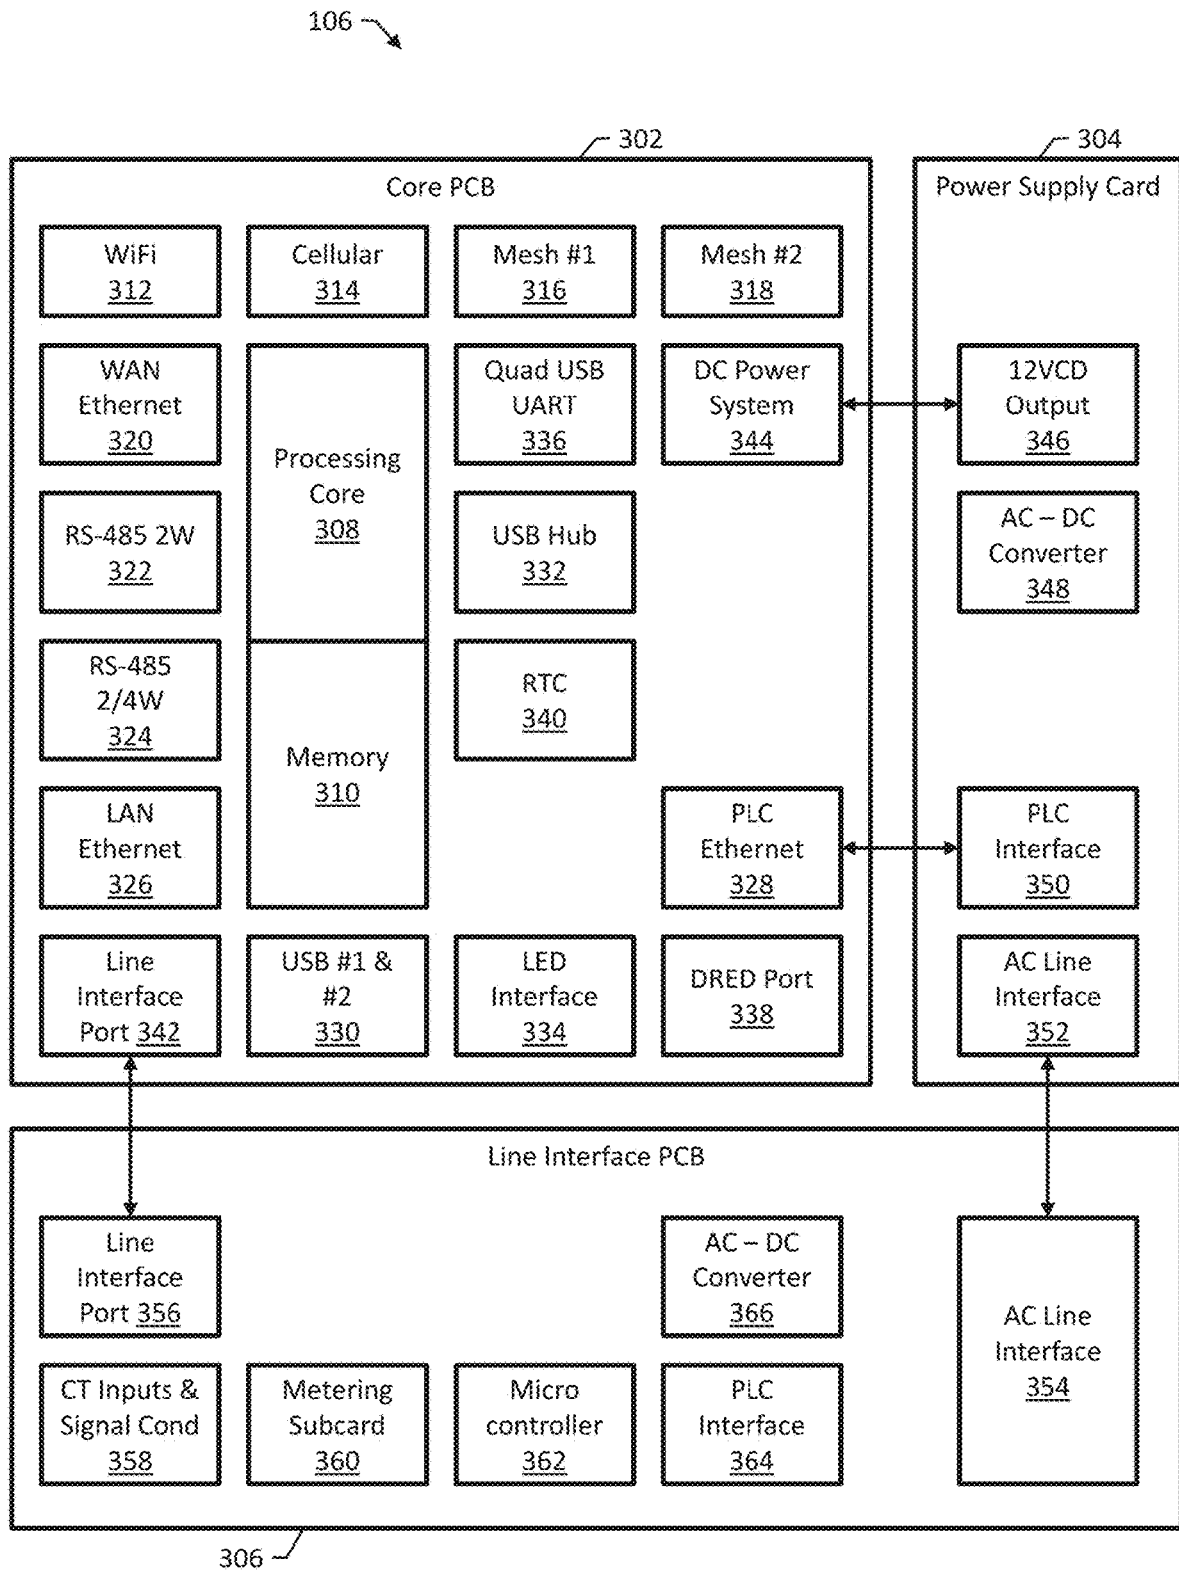 106
302
304
Core PCB
Power Supply Card
WiFi
312
Cellular
314
Mesh #1
316
Mesh #2
318
WAN
Ethernet
320
Processing
Core
308
Quad USB
UART
336
DC Power
System
344
12VCD
Output
346
RS-485 2W
322
USB Hub
332
AC – DC
Converter
348
RS-485
2/4W
324
Memory
310
RTC
340
LAN
Ethernet
326
PLC
Ethernet
328
PLC
Interface
350
Line
Interface
Port 342
USB #1 &
#2
330
LED
Interface
334
DRED Port
338
AC Line
Interface
352
Line Interface PCB
Line
Interface
Port 356
AC – DC
Converter
366
AC Line
Interface
354
CT Inputs &
Signal Cond
358
Metering
Subcard
360
Micro
controller
362
PLC
Interface
364
306